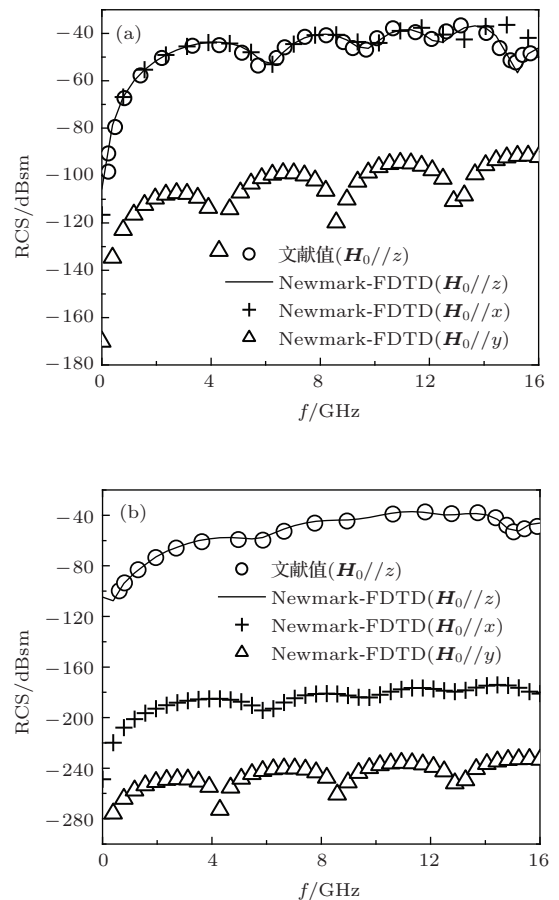 (a)
−40
−60
−80
−100
−120
−140
−160
−180
RCS/dBsm
文献值(H₀//z)
Newmark-FDTD(H₀//z)
Newmark-FDTD(H₀//x)
Newmark-FDTD(H₀//y)
0 4 8 12 16
f/GHz
(b)
−40
−80
−120
−160
−200
−240
−280
RCS/dBsm
文献值(H₀//z)
Newmark-FDTD(H₀//z)
Newmark-FDTD(H₀//x)
Newmark-FDTD(H₀//y)
0 4 8 12 16
f/GHz